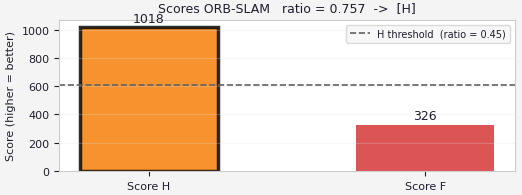 Scores ORB-SLAM   ratio = 0.757  ->  [H]
1018
H threshold  (ratio = 0.45)
Score (higher = better)
1000
800
600
400
200
0
326
Score H
Score F